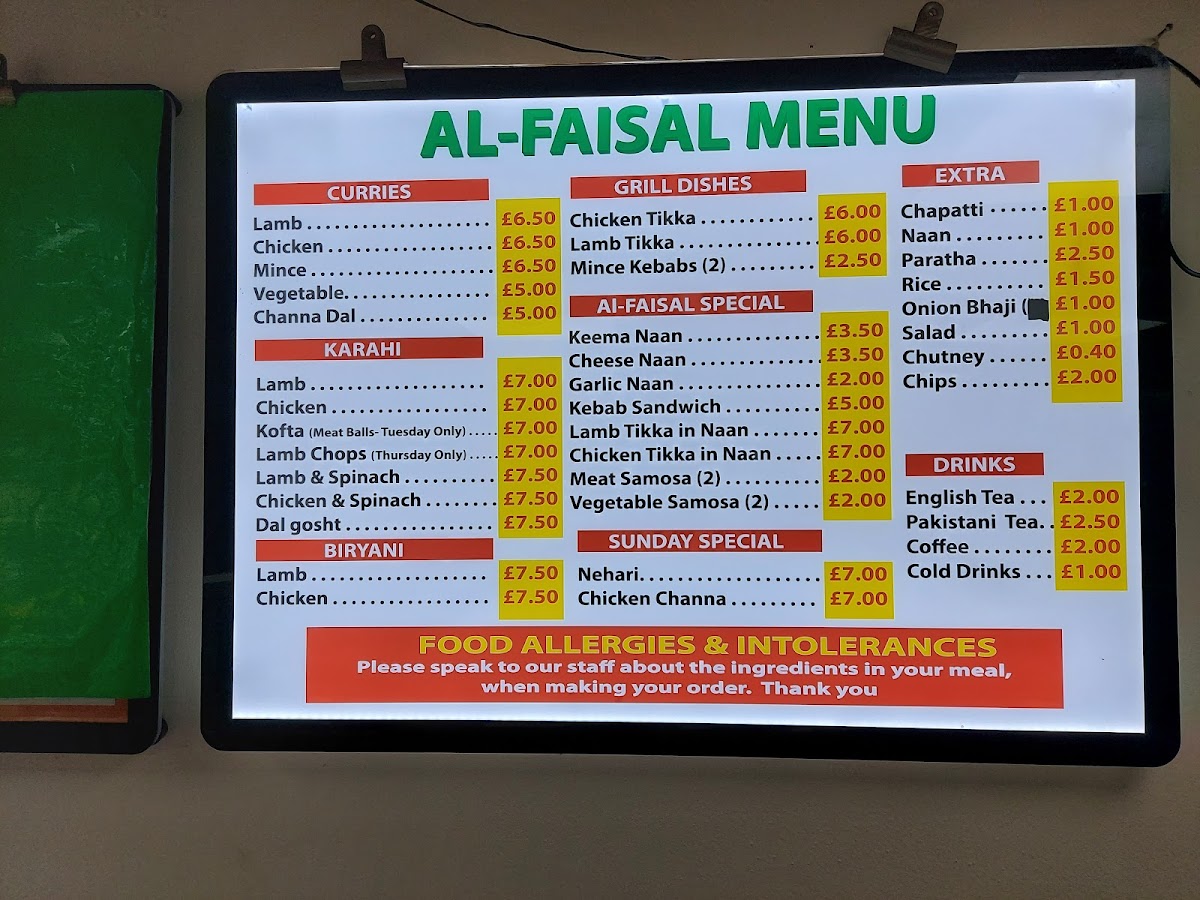 AL-FAISAL MENU
CURRIES
Lamb ........................ £6.50
Chicken ..................... £6.50
Mince ....................... £6.50
Vegetable.................... £5.00
Channa Dal .................. £5.00
KARAHI
Lamb ........................ £7.00
Chicken ..................... £7.00
Kofta (Meat Balls- Tuesday Only) ..... £7.00
Lamb Chops (Thursday Only) ..... £7.00
Lamb & Spinach .............. £7.50
Chicken & Spinach ........ £7.50
Dal gosht ................... £7.50
BIRYANI
Lamb ........................ £7.50
Chicken ..................... £7.50
GRILL DISHES
Chicken Tikka ............ £6.00
Lamb Tikka ............... £6.00
Mince Kebabs (2) ......... £2.50
Al-FAISAL SPECIAL
Keema Naan ............... £3.50
Cheese Naan .............. £3.50
Garlic Naan .............. £2.00
Kebab Sandwich .......... £5.00
Lamb Tikka in Naan ....... £7.00
Chicken Tikka in Naan ..... £7.00
Meat Samosa (2) .......... £2.00
Vegetable Samosa (2) ..... £2.00
SUNDAY SPECIAL
Nehari.................... £7.00
Chicken Channa ......... £7.00
EXTRA
Chapatti ...... £1.00
Naan .......... £1.00
Paratha ....... £2.50
Rice .......... £1.50
Onion Bhaji ( £1.00
Salad ......... £1.00
Chutney ...... £0.40
Chips ......... £2.00
DRINKS
English Tea ... £2.00
Pakistani Tea.. £2.50
Coffee ........ £2.00
Cold Drinks ... £1.00
FOOD ALLERGIES & INTOLERANCES
Please speak to our staff about the ingredients in your meal,
when making your order. Thank you